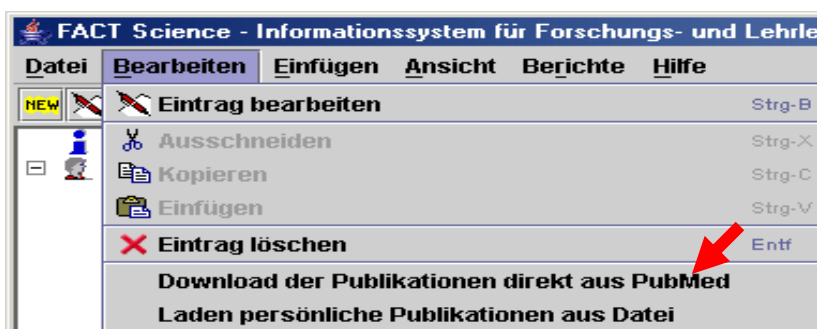 FACT Science - Informationssystem für Forschungs- und Lehrle
Datei Bearbeiten Einfügen Ansicht Berichte Hilfe
NEW Eintrag bearbeiten Strg-B
Ausschneiden Strg-X
Kopieren Strg-C
Einfügen Strg-V
Eintrag löschen Entf
Download der Publikationen direkt aus PubMed
Laden persönliche Publikationen aus Datei